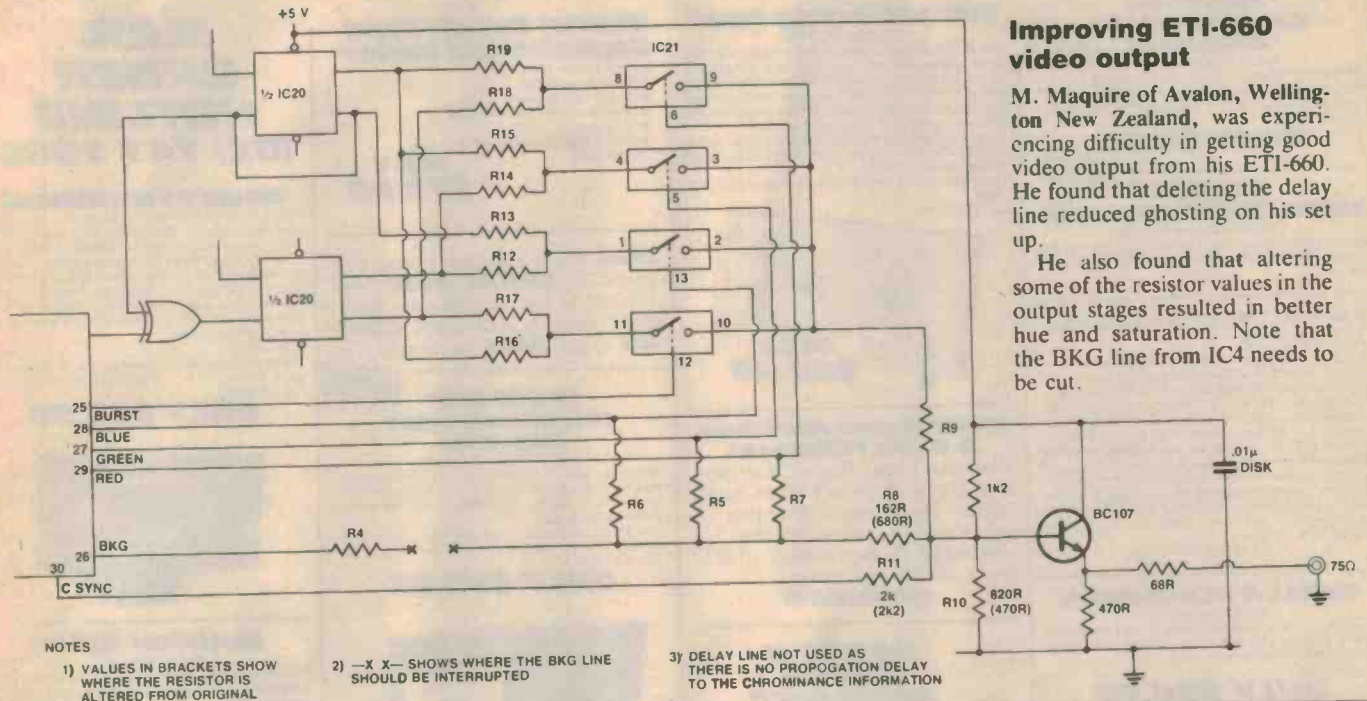 Improving ETI-660
video output
M. Maquire of Avalon, Welling-
ton New Zealand, was experi-
encing difficulty in getting good
video output from his ETI-660.
He found that deleting the delay
line reduced ghosting on his set
up.
He also found that altering
some of the resistor values in the
output stages resulted in better
hue and saturation. Note that
the BKG line from IC4 needs to
be cut.
+5 V
½ IC20
½ IC20
R19
R18
R15
R14
R13
R12
R17
R16
IC21
8
9
6
4
3
5
1
2
13
11
10
12
25
BURST
28
BLUE
27
GREEN
29
RED
26
BKG
30
C SYNC
R4
R6
R5
R7
R9
R8
162R
(680R)
R11
2k
(2k2)
1k2
R10
820R
(470R)
BC107
470R
68R
.01µ
DISK
75Ω
NOTES
1) VALUES IN BRACKETS SHOW
WHERE THE RESISTOR IS
ALTERED FROM ORIGINAL
2) —X X— SHOWS WHERE THE BKG LINE
SHOULD BE INTERRUPTED
3) DELAY LINE NOT USED AS
THERE IS NO PROPOGATION DELAY
TO THE CHROMINANCE INFORMATION